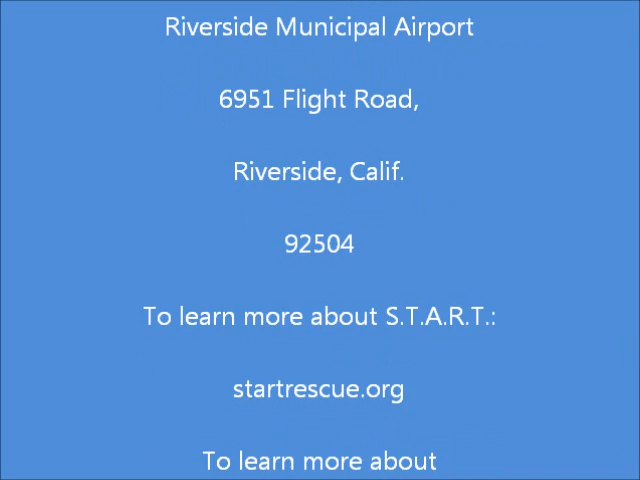 Riverside Municipal Airport
6951 Flight Road,
Riverside, Calif.
92504
To learn more about S.T.A.R.T.:
startrescue.org
To learn more about